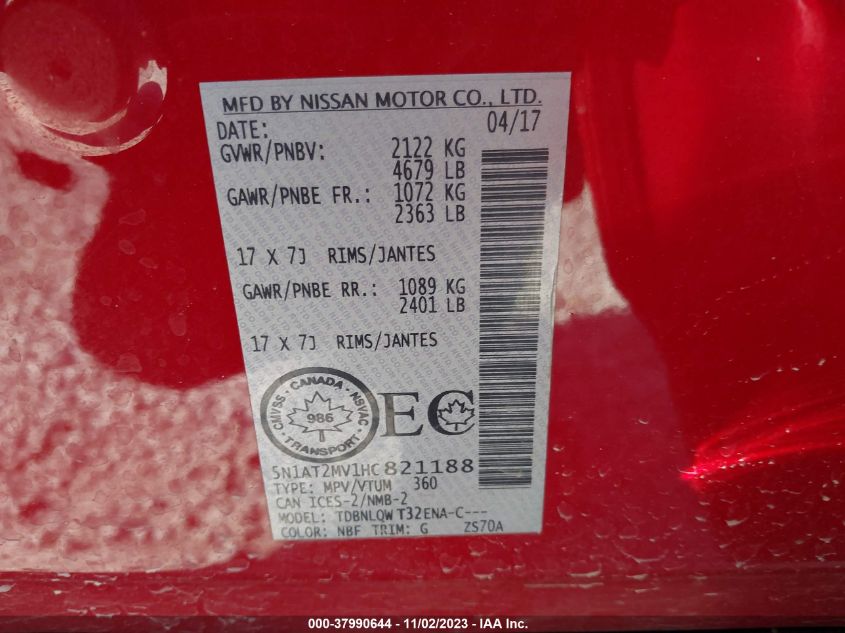 MFD BY NISSAN MOTOR CO., LTD.
DATE: 04/17
GVWR/PNBV: 2122 KG
4679 LB
GAWR/PNBE FR.: 1072 KG
2363 LB
17 X 7J RIMS/JANTES
GAWR/PNBE RR.: 1089 KG
2401 LB
17 X 7J RIMS/JANTES
CMVSS - CANADA - NSVAC
986
TRANSPORT
EC
5N1AT2MV1HC821188
TYPE: MPV/VTUM 360
CAN ICES-2/NMB-2
MODEL: TDBNLQW T32ENA-C---
COLOR: NBF TRIM: G ZS70A
000-37990644 - 11/02/2023 - IAA Inc.